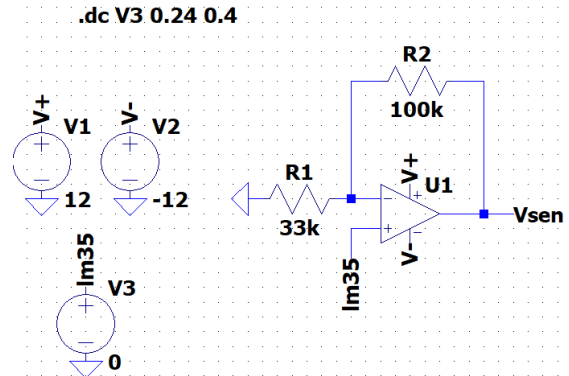 .dc V3 0.24 0.4
R2
100k
V+
V1
12
V-
V2
-12
R1
33k
V+
U1
Vsen
V-
lm35
lm35
V3
0